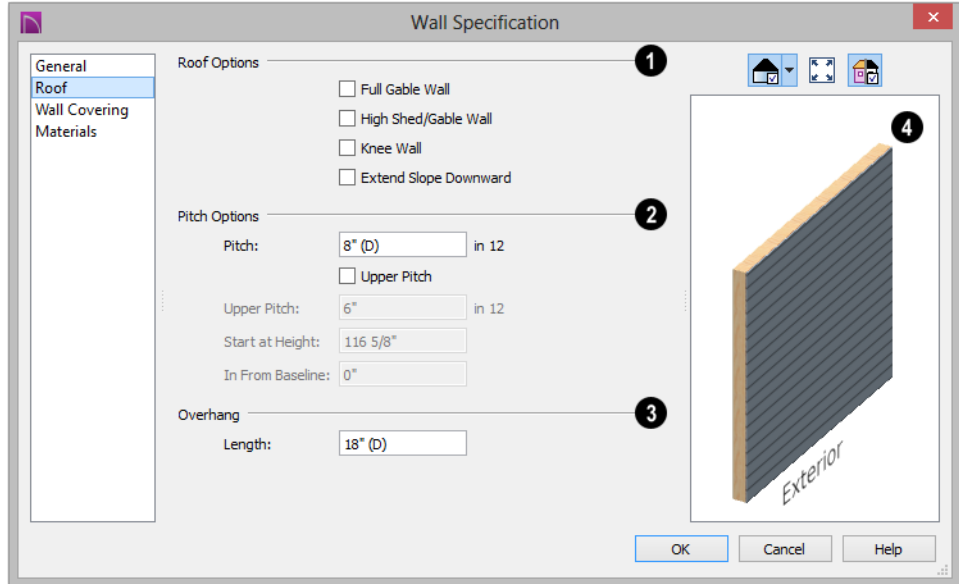 Wall Specification
×
General
Roof
Wall Covering
Materials
Roof Options 1
Full Gable Wall
High Shed/Gable Wall
Knee Wall
Extend Slope Downward
Pitch Options 2
Pitch: 8" (D) in 12
Upper Pitch
Upper Pitch: 6" in 12
Start at Height: 116 5/8"
In From Baseline: 0"
Overhang 3
Length: 18" (D)
4
Exterior
OK Cancel Help